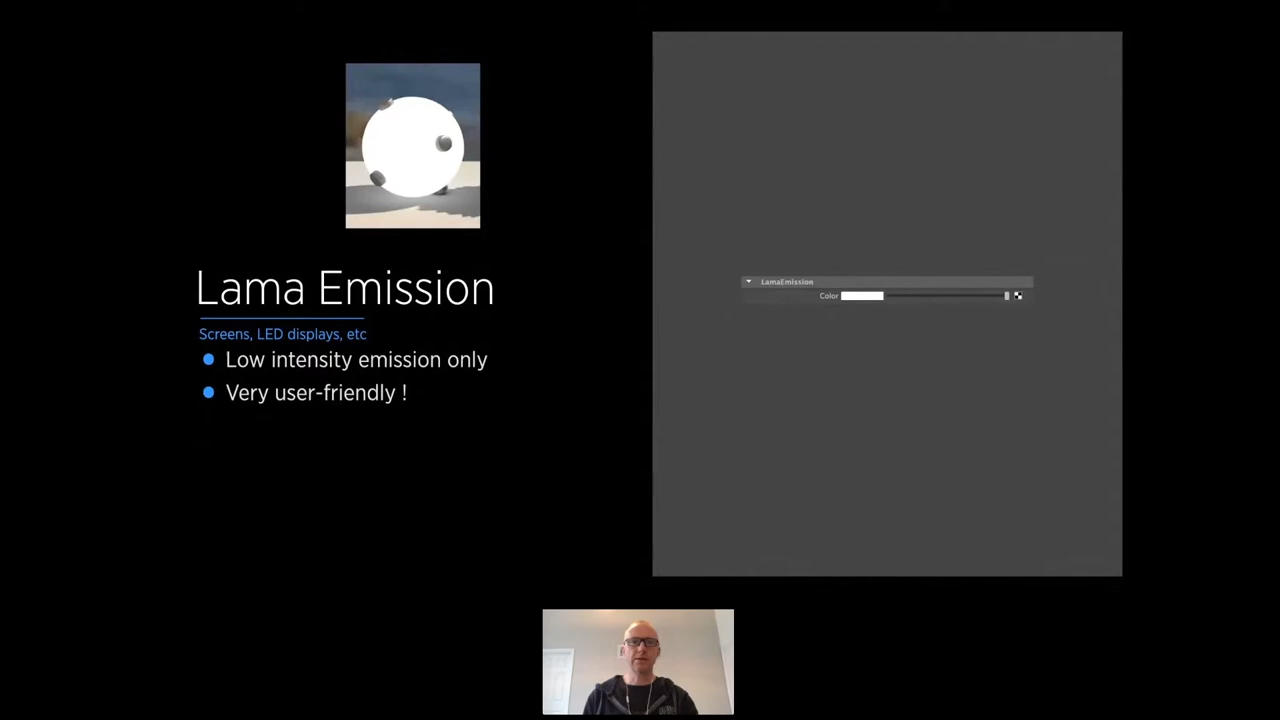 Lama Emission
Screens, LED displays, etc
Low intensity emission only
Very user-friendly !
LamaEmission
Color